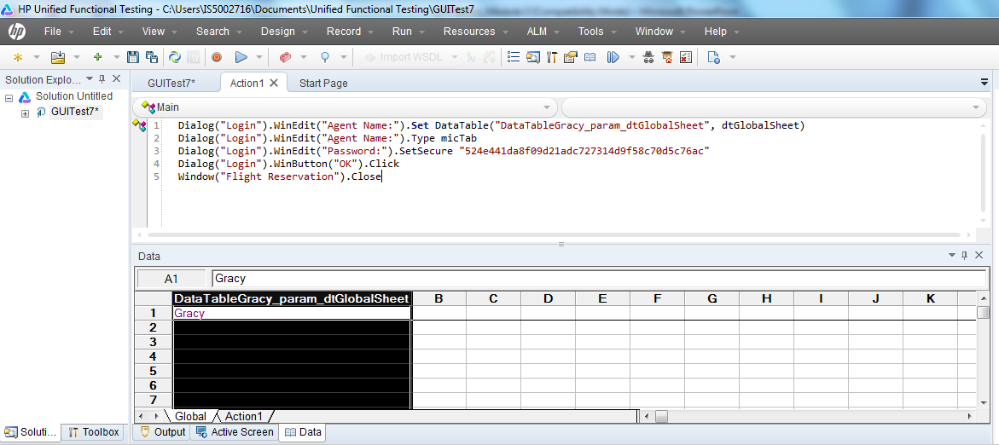 HP Unified Functional Testing - C:\Users\IS5002716\Documents\Unified Functional Testing\GUITest7
hp File Edit View Search Design Record Run Resources ALM Tools Window Help
Import WSDL
Solution Explo... GUITest7* Action1 Start Page
Solution Untitled
GUITest7*
Main
1 Dialog("Login").WinEdit("Agent Name:").Set DataTable("DataTableGracy_param_dtGlobalSheet", dtGlobalSheet)
2 Dialog("Login").WinEdit("Agent Name:").Type micTab
3 Dialog("Login").WinEdit("Password:").SetSecure "524e441da8f09d21adc727314d9f58c70d5c76ac"
4 Dialog("Login").WinButton("OK").Click
5 Window("Flight Reservation").Close
Data
A1 Gracy
DataTableGracy_param_dtGlobalSheet B C D E F G H I J K
1 Gracy
2
3
4
5
6
7
Global Action1
Soluti... Toolbox Output Active Screen Data